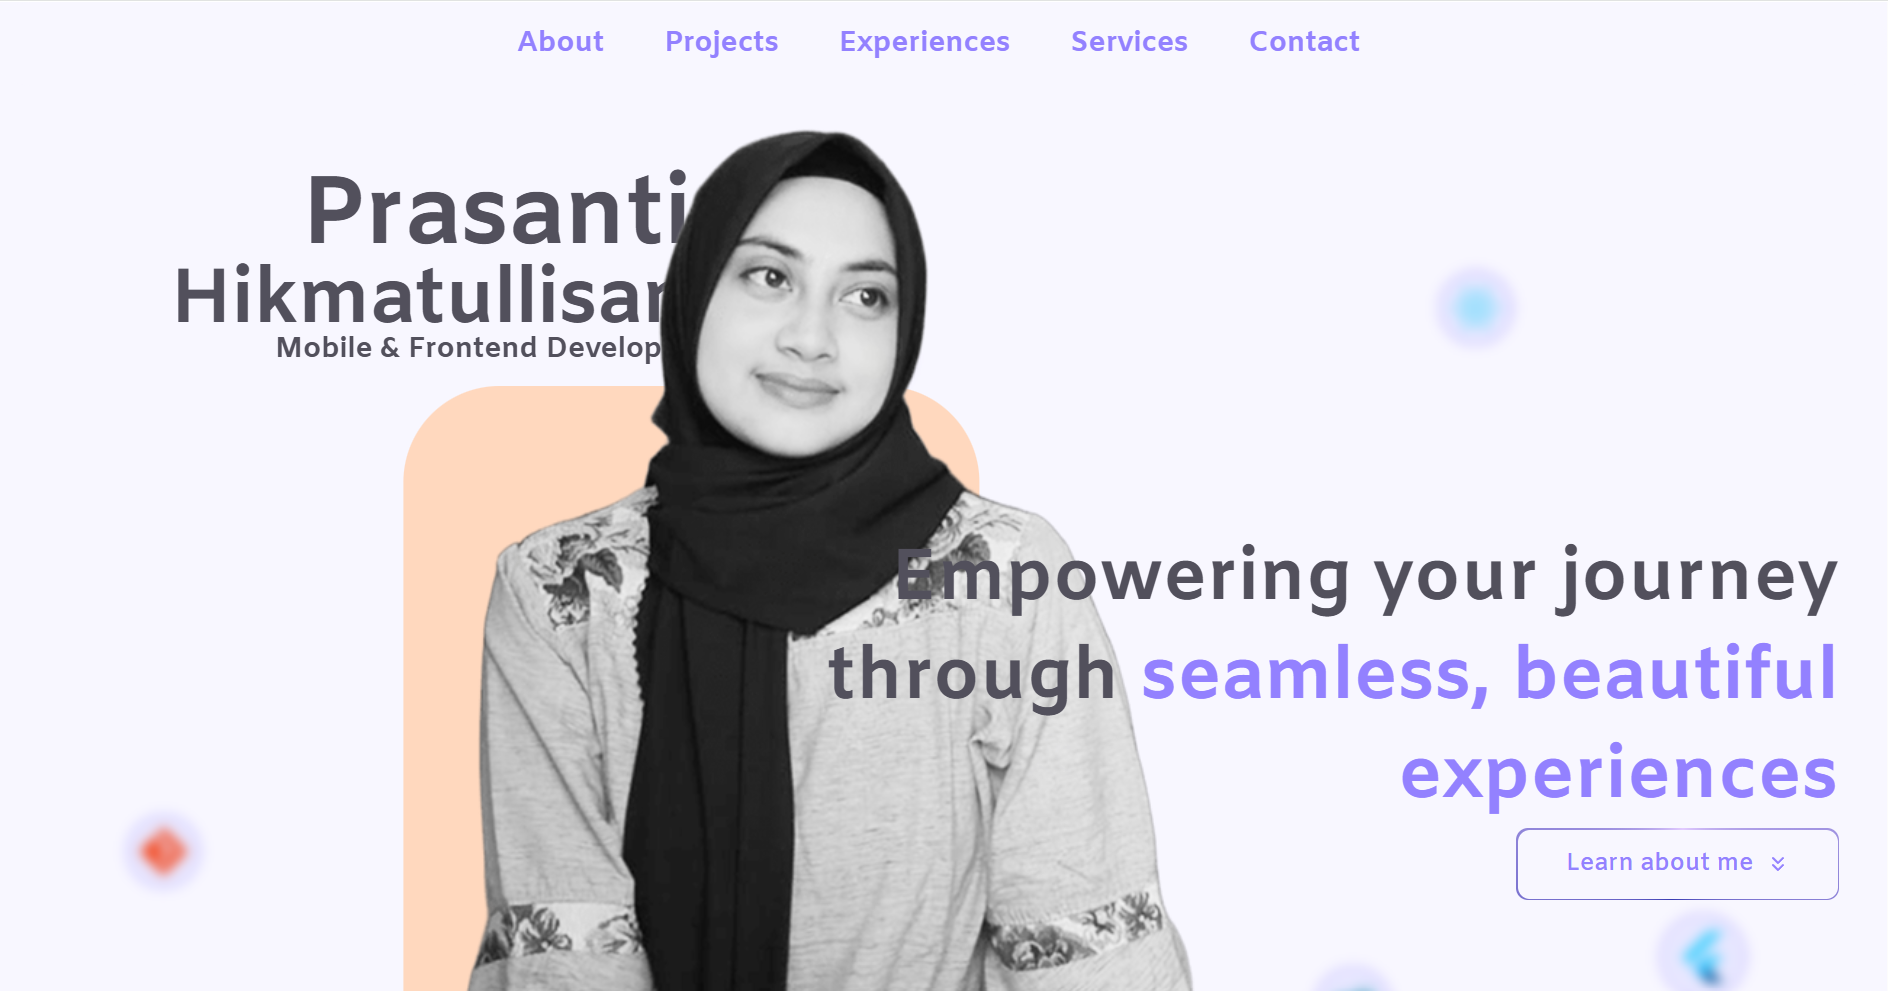 About Projects Experiences Services Contact
Prasanti
Hikmatullisan
Mobile & Frontend Develop
Empowering your journey
through seamless, beautiful
experiences
Learn about me